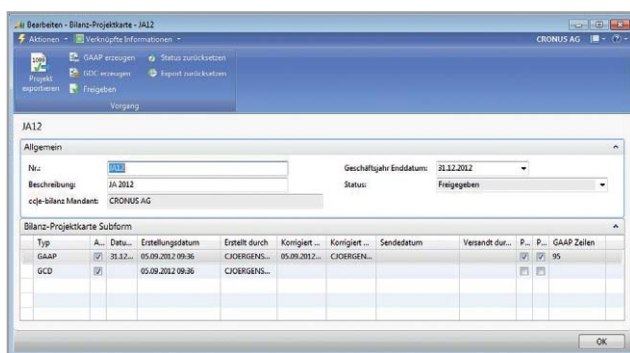 Bearbeiten - Bilanz-Projektkarte - JA12
Aktionen Verknüpfte Informationen CRONUS AG
Projekt exportieren
GAAP erzeugen Status zurücksetzen
GDC erzeugen Export zurücksetzen
Freigeben
Vorgang
JA12
Allgemein
Nr.: JA12 Geschäftsjahr Enddatum: 31.12.2012
Beschreibung: JA 2012 Status: Freigegeben
ccje-bilanz Mandant: CRONUS AG
Bilanz-Projektkarte Subform
Typ A... Datu... Erstellungsdatum Erstellt durch Korrigiert ... Korrigiert ... Sendedatum Versandt dur... P... P... GAAP Zeilen
GAAP 31.12... 05.09.2012 09:36 CJOERGENS... 05.09.2012... CJOERGEN... 95
GCD 05.09.2012 09:36 CJOERGENS...
OK